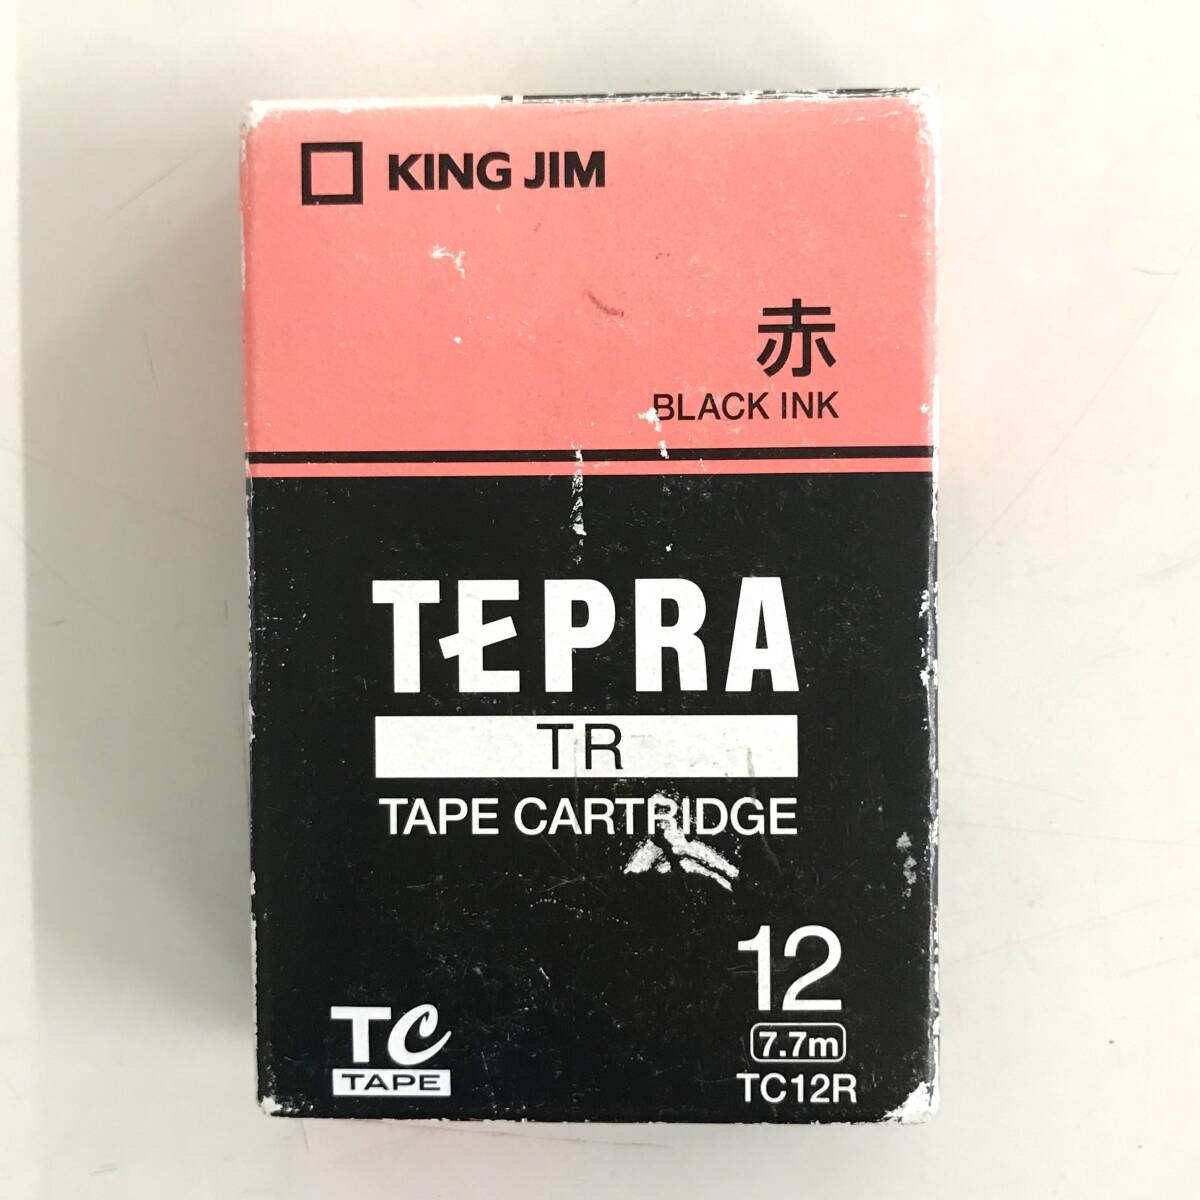 KING JIM
赤
BLACK INK
TEPRA
TR
TAPE CARTRIDGE
12
7.7m
TC12R
TC
TAPE